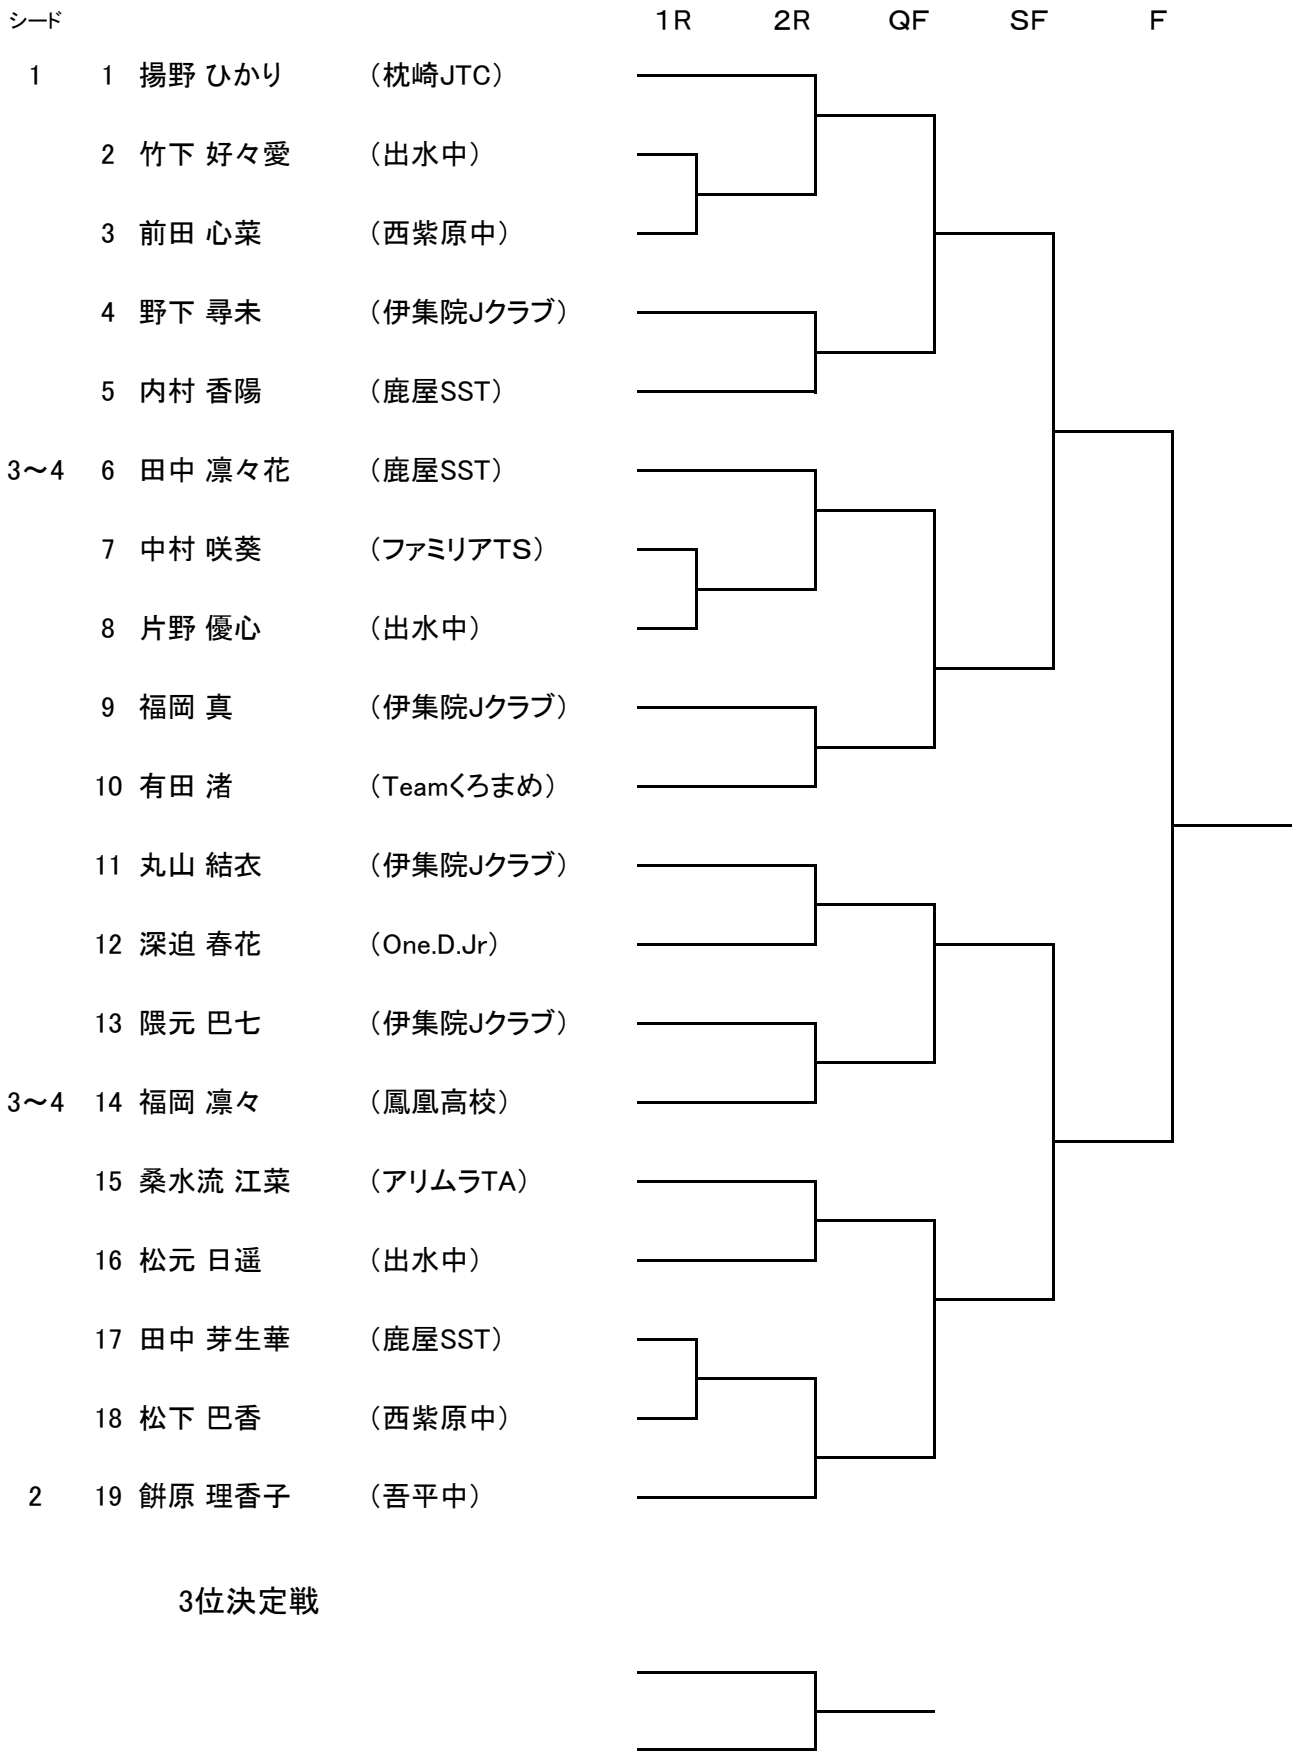 シード 1R 2R QF SF F
1 1 揚野 ひかり （枕崎JTC）
2 竹下 好々愛 （出水中）
3 前田 心菜 （西紫原中）
4 野下 尋未 （伊集院Jクラブ）
5 内村 香陽 （鹿屋SST）
3～4 6 田中 凛々花 （鹿屋SST）
7 中村 咲葵 （ファミリアTS）
8 片野 優心 （出水中）
9 福岡 真 （伊集院Jクラブ）
10 有田 渚 （Teamくろまめ）
11 丸山 結衣 （伊集院Jクラブ）
12 深迫 春花 （One.D.Jr）
13 隈元 巴七 （伊集院Jクラブ）
3～4 14 福岡 凛々 （鳳凰高校）
15 桑水流 江菜 （アリムラTA）
16 松元 日遥 （出水中）
17 田中 芽生華 （鹿屋SST）
18 松下 巴香 （西紫原中）
2 19 餅原 理香子 （吾平中）
3位決定戦